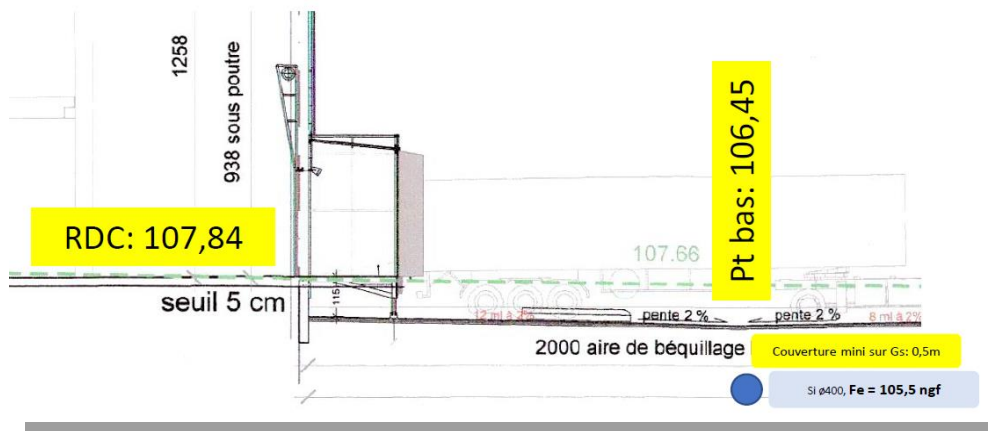 1258
938 sous poutre
RDC: 107,84
Pt bas: 106,45
107.66
seuil 5 cm
115
12 ml à 2%
pente 2 %
pente 2 %
8 ml à 2%
2000 aire de béquillage
Couverture mini sur Gs: 0,5m
Si ø400, Fe = 105,5 ngf